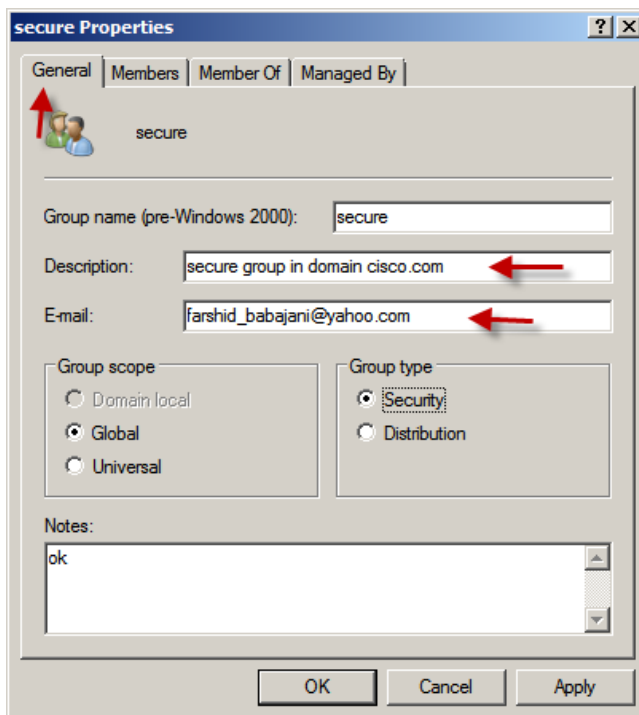 secure Properties
General Members Member Of Managed By
secure
Group name (pre-Windows 2000): secure
Description: secure group in domain cisco.com
E-mail: farshid_babajani@yahoo.com
Group scope
Domain local
Global
Universal
Group type
Security
Distribution
Notes:
ok
OK Cancel Apply